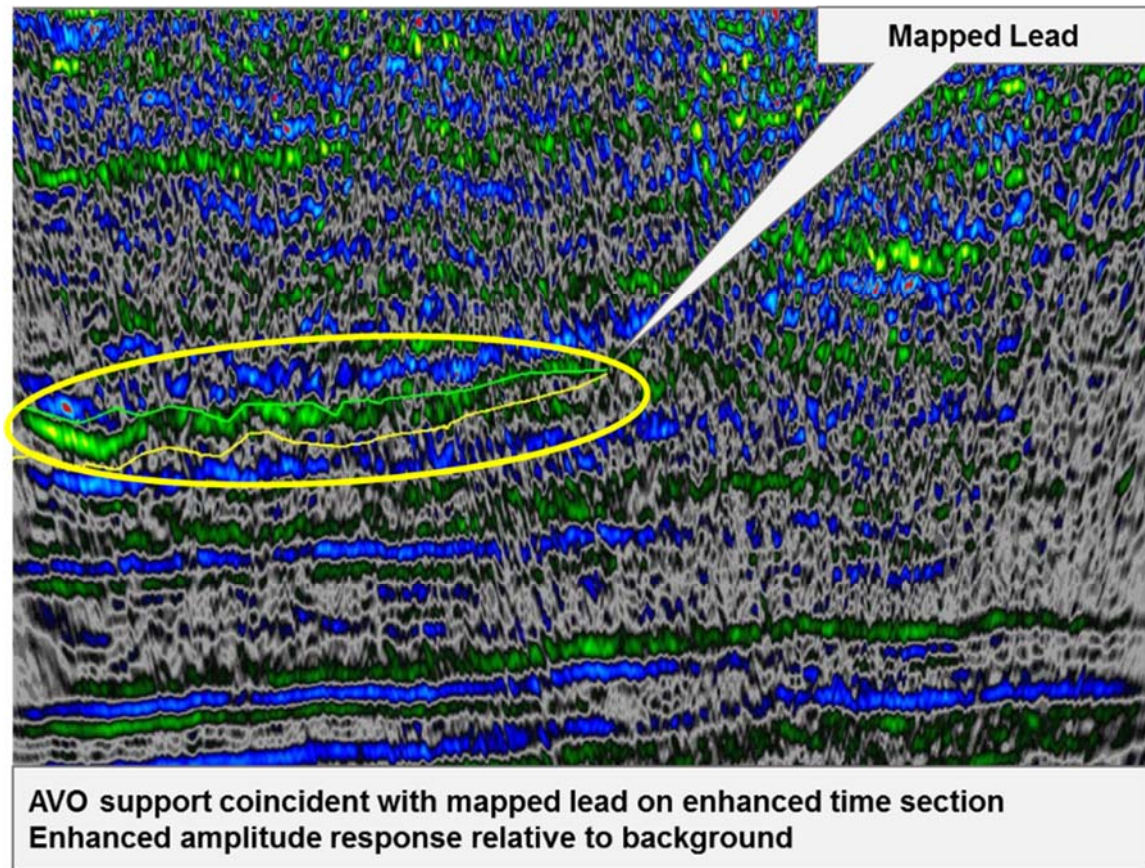 Mapped Lead
AVO support coincident with mapped lead on enhanced time section
Enhanced amplitude response relative to background